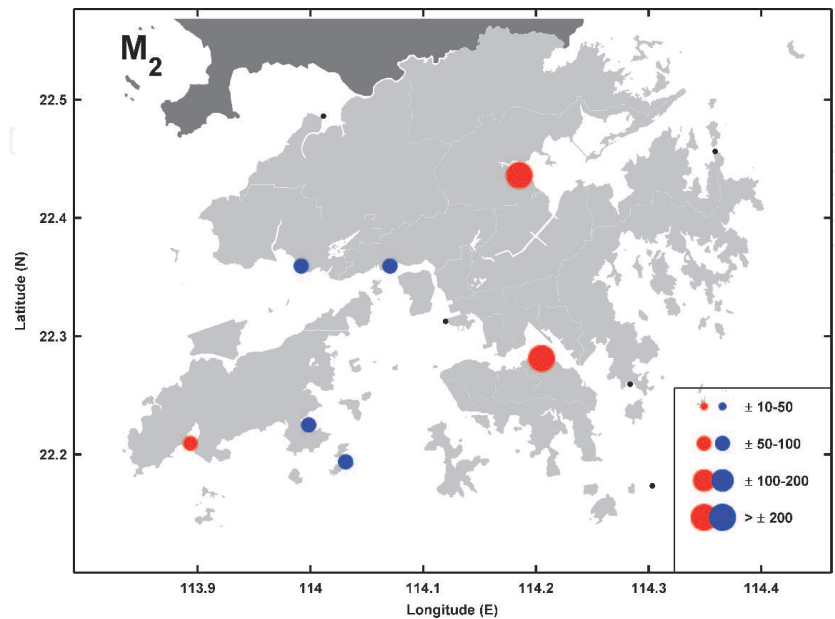 M2
22.5
22.4
22.3
22.2
Latitude (N)
± 10-50
± 50-100
± 100-200
> ± 200
113.9 114 114.1 114.2 114.3 114.4
Longitude (E)